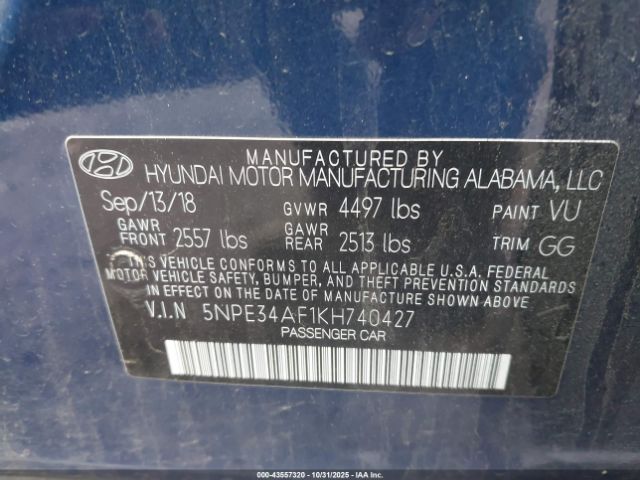 MANUFACTURED BY
HYUNDAI MOTOR MANUFACTURING ALABAMA, LLC
Sep/13/18 GVWR 4497 lbs PAINT VU
GAWR FRONT 2557 lbs GAWR REAR 2513 lbs TRIM GG
THIS VEHICLE CONFORMS TO ALL APPLICABLE U.S.A. FEDERAL
MOTOR VEHICLE SAFETY, BUMPER, AND THEFT PREVENTION STANDARDS
IN EFFECT ON THE DATE OF MANUFACTURE SHOWN ABOVE.
V.I.N 5NPE34AF1KH740427
PASSENGER CAR
000-43557320 - 10/31/2025 - IAAI.com